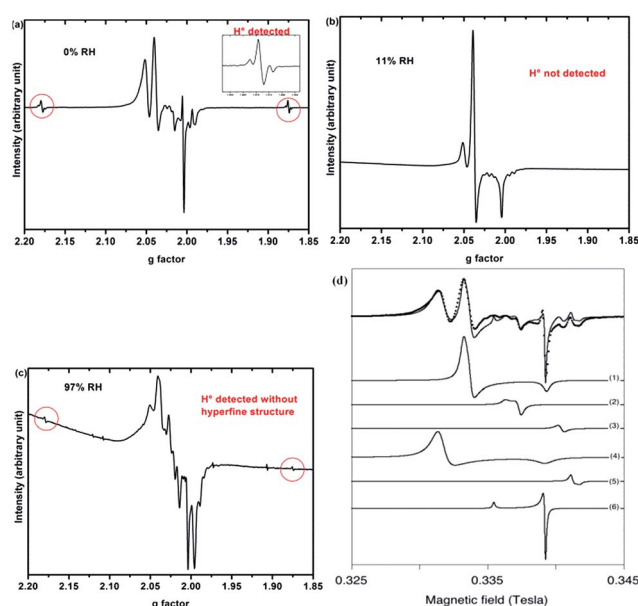 (a)
0% RH
H° detected
Intensity (arbitrary unit)
2.20 2.15 2.10 2.05 2.00 1.95 1.90 1.85
g factor
(b)
11% RH
H° not detected
Intensity (arbitrary unit)
2.20 2.15 2.10 2.05 2.00 1.95 1.90 1.85
g factor
(c)
97% RH
H° detected without
hyperfine structure
Intensity (arbitrary unit)
2.20 2.15 2.10 2.05 2.00 1.95 1.90 1.85
g factor
(d)
(1)
(2)
(3)
(4)
(5)
(6)
0.325 0.335 0.345
Magnetic field (Tesla)